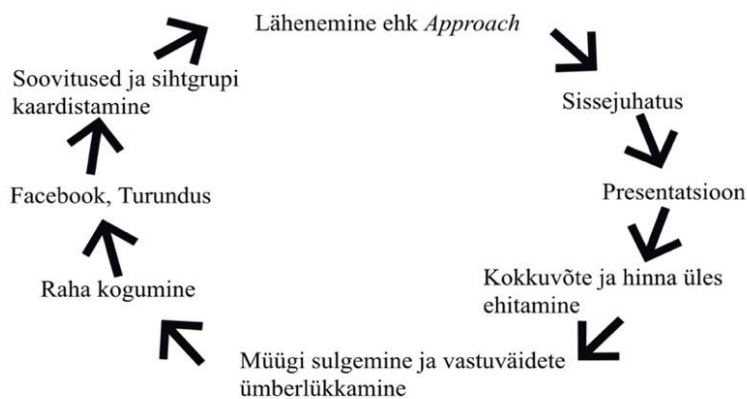 Lähenemine ehk Approach
Sissejuhatus
Presentatsioon
Kokkuvõte ja hinna üles
ehitamine
Müügi sulgemine ja vastuväidete
ümberlükkamine
Raha kogumine
Facebook, Turundus
Soovitused ja sihtgrupi
kaardistamine